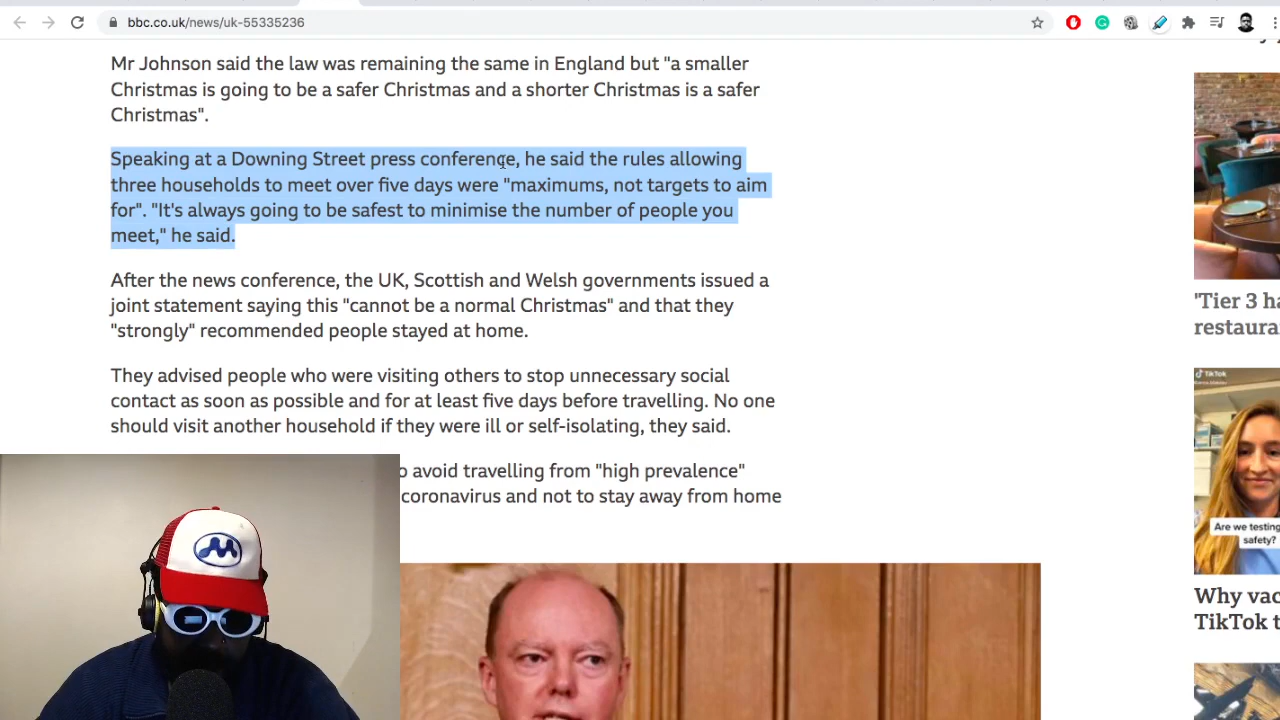 bbc.co.uk/news/uk-55335236
Mr Johnson said the law was remaining the same in England but "a smaller
Christmas is going to be a safer Christmas and a shorter Christmas is a safer
Christmas".
Speaking at a Downing Street press conference, he said the rules allowing
three households to meet over five days were "maximums, not targets to aim
for". "It's always going to be safest to minimise the number of people you
meet," he said.
After the news conference, the UK, Scottish and Welsh governments issued a
joint statement saying this "cannot be a normal Christmas" and that they
"strongly" recommended people stayed at home.
They advised people who were visiting others to stop unnecessary social
contact as soon as possible and for at least five days before travelling. No one
should visit another household if they were ill or self-isolating, they said.
o avoid travelling from "high prevalence"
coronavirus and not to stay away from home
'Tier 3 ha
restaura
TikTok
Are we testing
safety?
Why vac
TikTok t
M